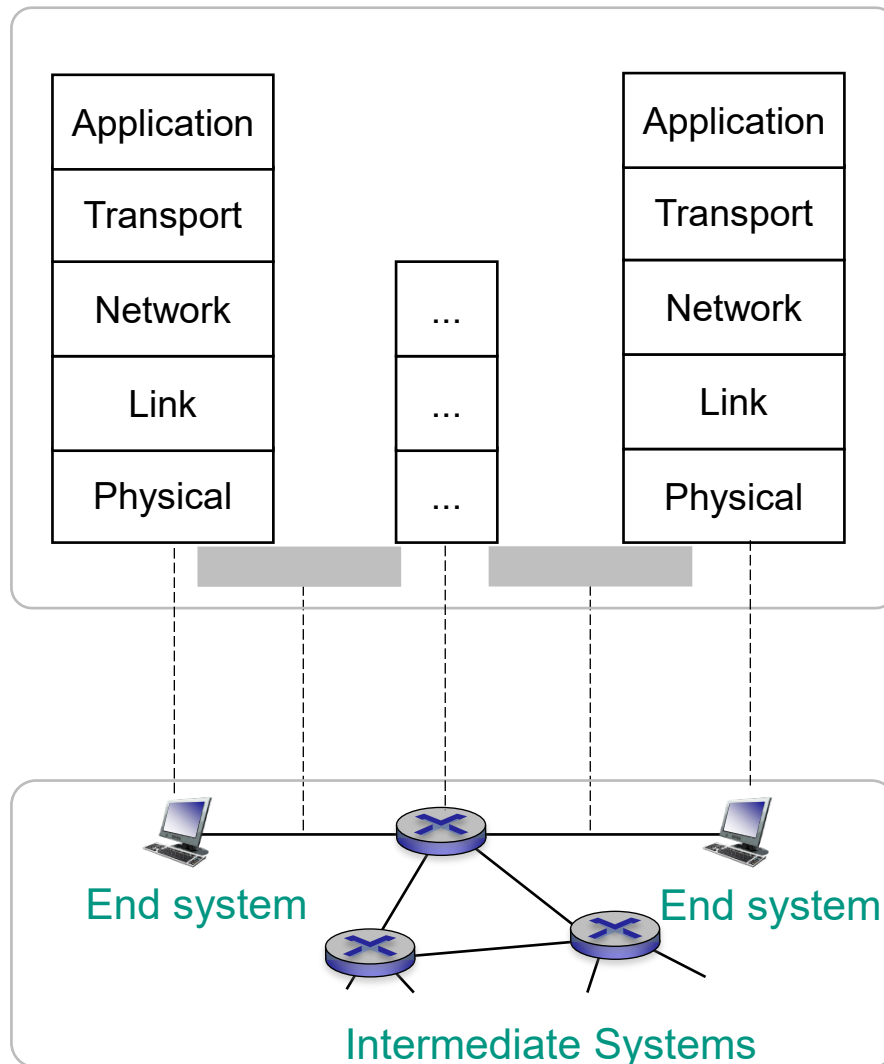 Application
Transport
Network
Link
Physical
...
...
...
Application
Transport
Network
Link
Physical
End system
End system
Intermediate Systems